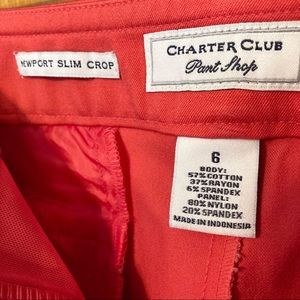 NEWPORT SLIM CROP
CHARTER CLUB
Pant Shop
6
BODY:
57% COTTON
37% RAYON
6% SPANDEX
PANEL:
80% NYLON
20% SPANDEX
MADE IN INDONESIA